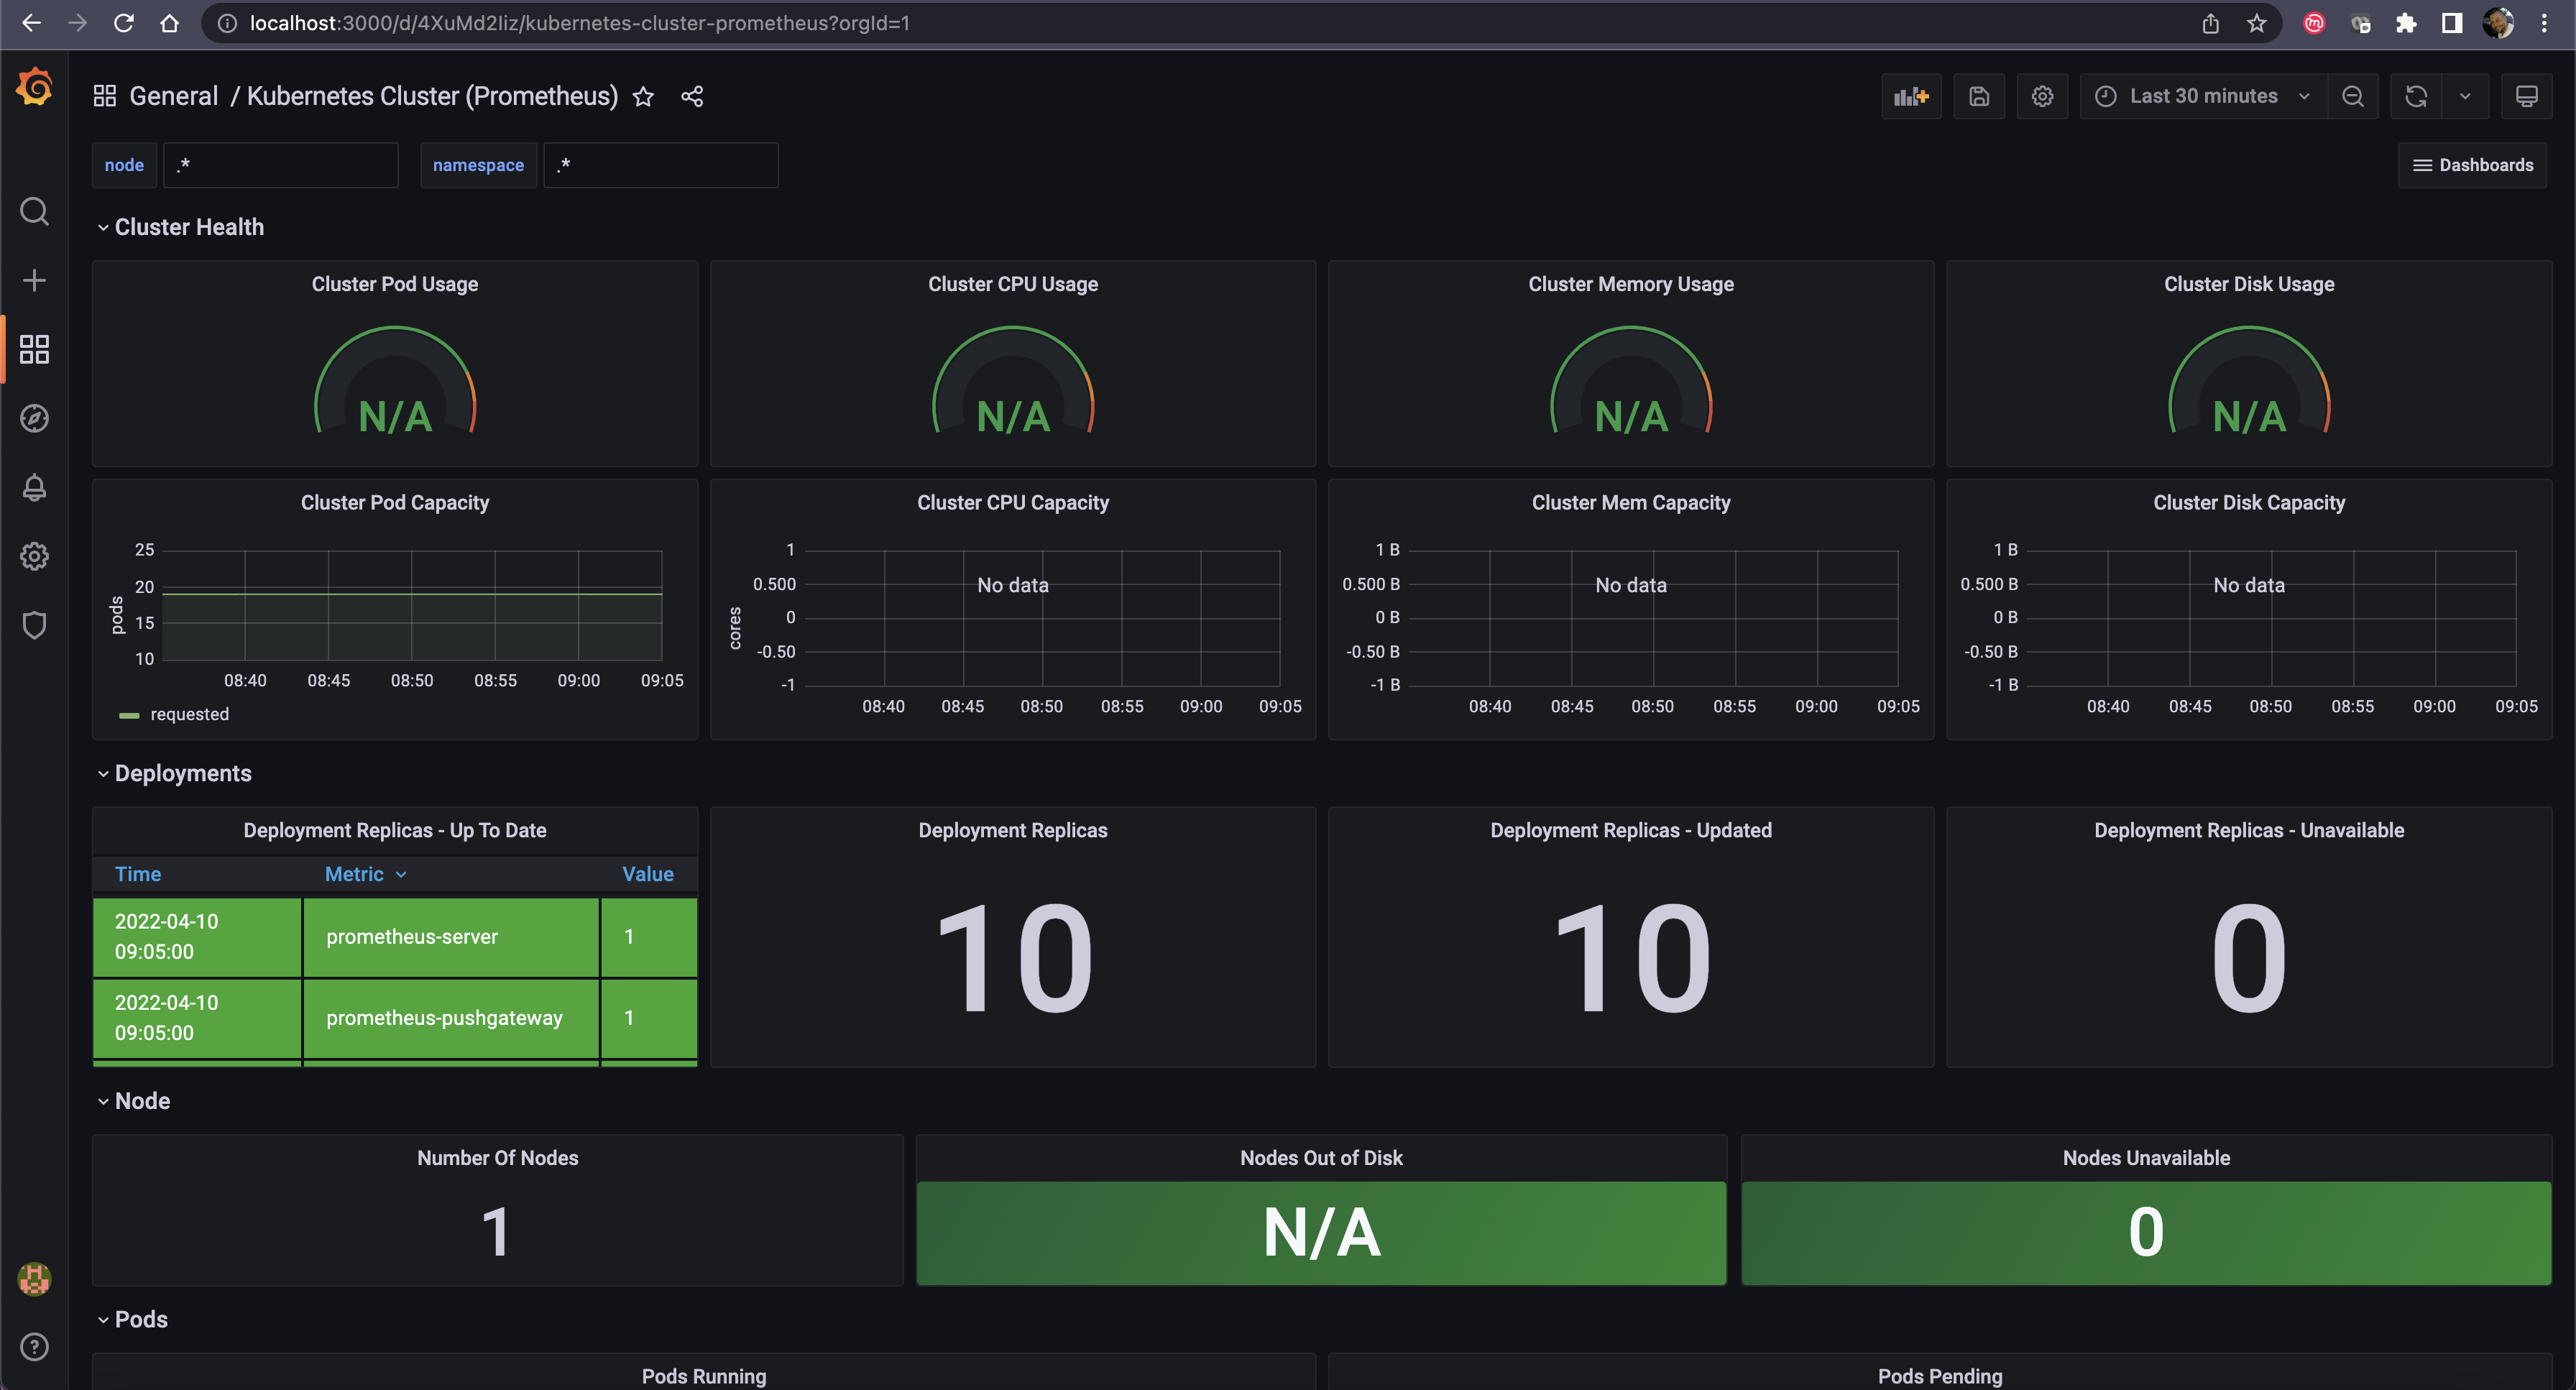 localhost:3000/d/4XuMd2Iiz/kubernetes-cluster-prometheus?orgId=1
General / Kubernetes Cluster (Prometheus)
Last 30 minutes
node .* namespace .*
Dashboards
Cluster Health
Cluster Pod Usage
N/A
Cluster CPU Usage
N/A
Cluster Memory Usage
N/A
Cluster Disk Usage
N/A
Cluster Pod Capacity
25
20
15
10
pods
08:40 08:45 08:50 08:55 09:00 09:05
requested
Cluster CPU Capacity
1
0.500
0
-0.50
-1
cores
No data
08:40 08:45 08:50 08:55 09:00 09:05
Cluster Mem Capacity
1 B
0.500 B
0 B
-0.50 B
-1 B
No data
08:40 08:45 08:50 08:55 09:00 09:05
Cluster Disk Capacity
1 B
0.500 B
0 B
-0.50 B
-1 B
No data
08:40 08:45 08:50 08:55 09:00 09:05
Deployments
Deployment Replicas - Up To Date
Time Metric Value
2022-04-10
09:05:00
prometheus-server
1
2022-04-10
09:05:00
prometheus-pushgateway
1
Deployment Replicas
10
Deployment Replicas - Updated
10
Deployment Replicas - Unavailable
0
Node
Number Of Nodes
1
Nodes Out of Disk
N/A
Nodes Unavailable
0
Pods
Pods Running
Pods Pending